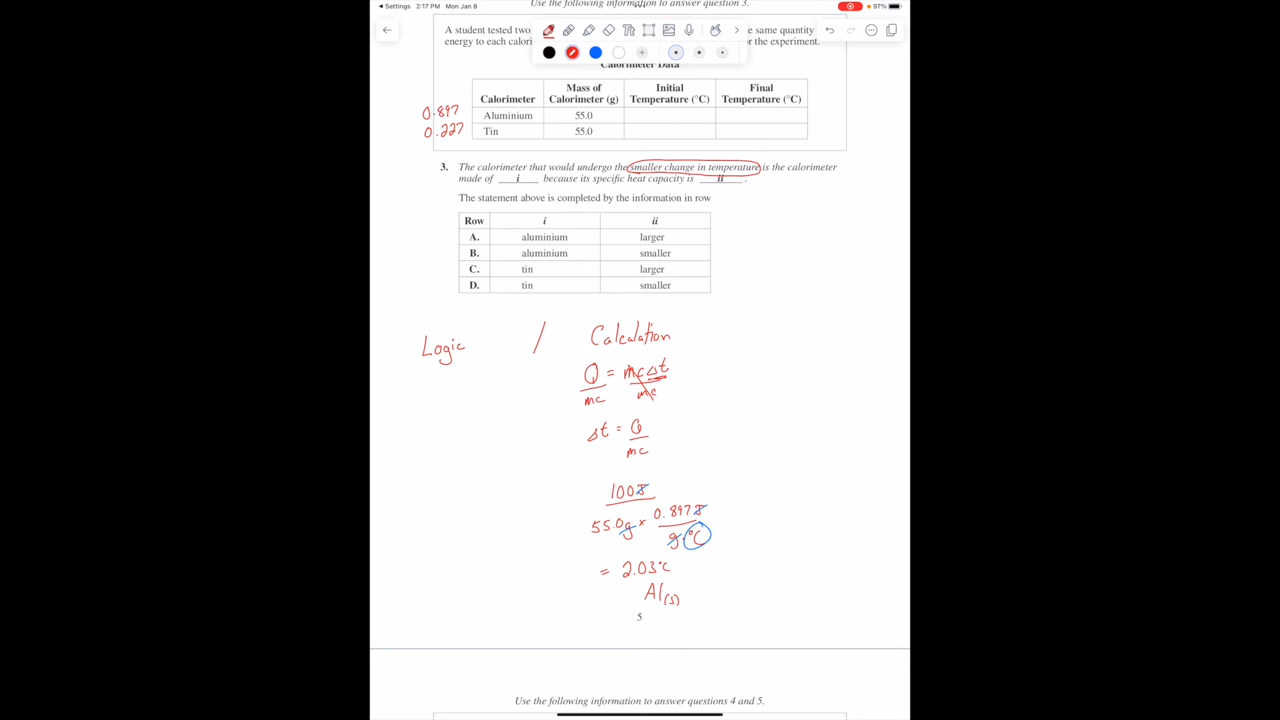 Settings 2:17 PM Mon Jan 8 97%
Use the following information to answer question 3.
A student tested two same quantity
energy to each calori r the experiment.
Calorimeter Data
Calorimeter Mass of Calorimeter (g) Initial Temperature (°C) Final Temperature (°C)
0.897 Aluminium 55.0
0.227 Tin 55.0
3. The calorimeter that would undergo the smaller change in temperature is the calorimeter
made of i because its specific heat capacity is ii .
The statement above is completed by the information in row
Row i ii
A. aluminium larger
B. aluminium smaller
C. tin larger
D. tin smaller
Logic / Calculation
Q = mcΔt
mc mc
Δt = Q
mc
100J
55.0g × 0.897J
g·°C
= 2.03°C
Al(s)
5
Use the following information to answer questions 4 and 5.